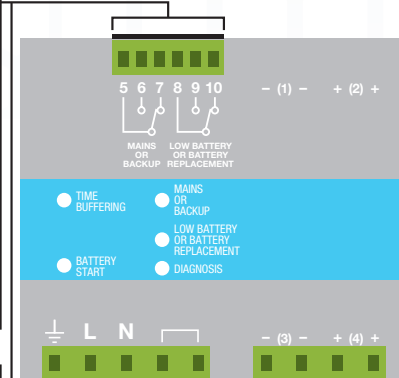 5 6 7 8 9 10
– (1) – + (2) +
MAINS
OR
BACKUP
LOW BATTERY
OR BATTERY
REPLACEMENT
TIME
BUFFERING
MAINS
OR
BACKUP
LOW BATTERY
OR BATTERY
REPLACEMENT
BATTERY
START
DIAGNOSIS
L N
– (3) – + (4) +